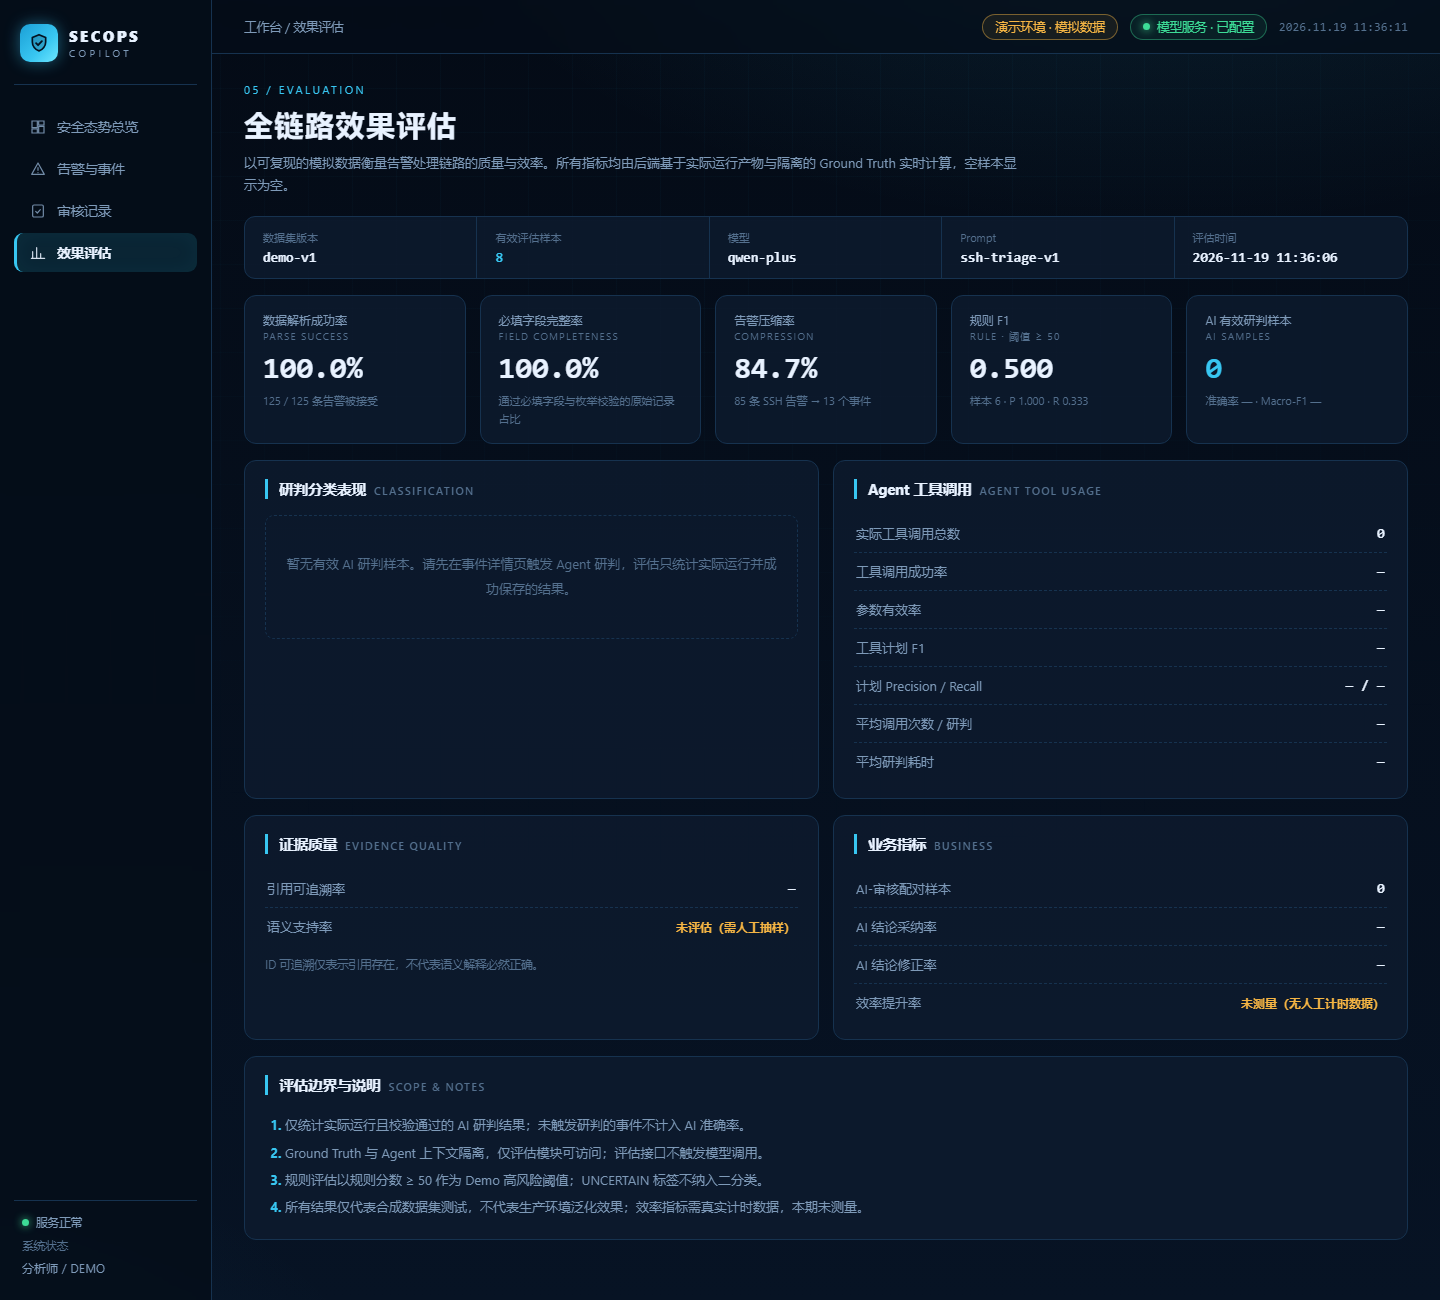 SECOPS
COPILOT
安全态势总览
告警与事件
审核记录
效果评估
服务正常
系统状态
分析师 / DEMO
工作台 / 效果评估
演示环境 · 模拟数据
模型服务 · 已配置
2026.11.19 11:36:11
05 / EVALUATION
全链路效果评估
以可复现的模拟数据衡量告警处理链路的质量与效率。所有指标均由后端基于实际运行产物与隔离的 Ground Truth 实时计算，空样本显
示为空。
数据集版本
demo-v1
有效评估样本
8
模型
qwen-plus
Prompt
ssh-triage-v1
评估时间
2026-11-19 11:36:06
数据解析成功率
PARSE SUCCESS
100.0%
125 / 125 条告警被接受
必填字段完整率
FIELD COMPLETENESS
100.0%
通过必填字段与枚举校验的原始记录
占比
告警压缩率
COMPRESSION
84.7%
85 条 SSH 告警 → 13 个事件
规则 F1
RULE · 阈值 ≥ 50
0.500
样本 6 · P 1.000 · R 0.333
AI 有效研判样本
AI SAMPLES
0
准确率 — · Macro-F1 —
研判分类表现 CLASSIFICATION
暂无有效 AI 研判样本。请先在事件详情页触发 Agent 研判，评估只统计实际运行并成
功保存的结果。
Agent 工具调用 AGENT TOOL USAGE
实际工具调用总数 0
工具调用成功率 —
参数有效率 —
工具计划 F1 —
计划 Precision / Recall — / —
平均调用次数 / 研判 —
平均研判耗时 —
证据质量 EVIDENCE QUALITY
引用可追溯率 —
语义支持率 未评估（需人工抽样）
ID 可追溯仅表示引用存在，不代表语义解释必然正确。
业务指标 BUSINESS
AI-审核配对样本 0
AI 结论采纳率 —
AI 结论修正率 —
效率提升率 未测量（无人工计时数据）
评估边界与说明 SCOPE & NOTES
1. 仅统计实际运行且校验通过的 AI 研判结果；未触发研判的事件不计入 AI 准确率。
2. Ground Truth 与 Agent 上下文隔离，仅评估模块可访问；评估接口不触发模型调用。
3. 规则评估以规则分数 ≥ 50 作为 Demo 高风险阈值；UNCERTAIN 标签不纳入二分类。
4. 所有结果仅代表合成数据集测试，不代表生产环境泛化效果；效率指标需真实计时数据，本期未测量。